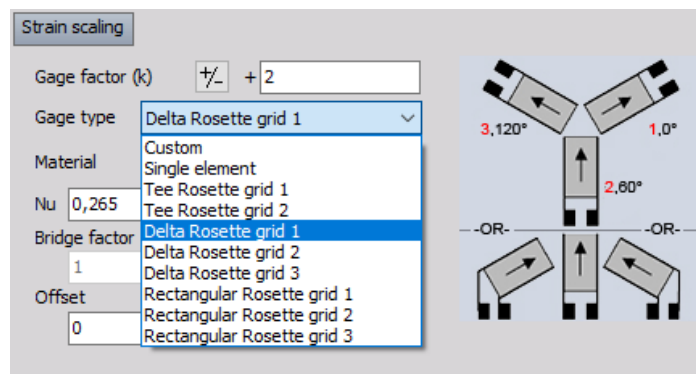 Strain scaling
Gage factor (k) +/- + 2
Gage type Delta Rosette grid 1
Custom
Material
Single element
Tee Rosette grid 1
Nu 0,265
Tee Rosette grid 2
Bridge factor
Delta Rosette grid 1
Delta Rosette grid 2
1
Delta Rosette grid 3
Offset
Rectangular Rosette grid 1
Rectangular Rosette grid 2
0
Rectangular Rosette grid 3
3,120°
1,0°
2,60°
-OR- -OR-